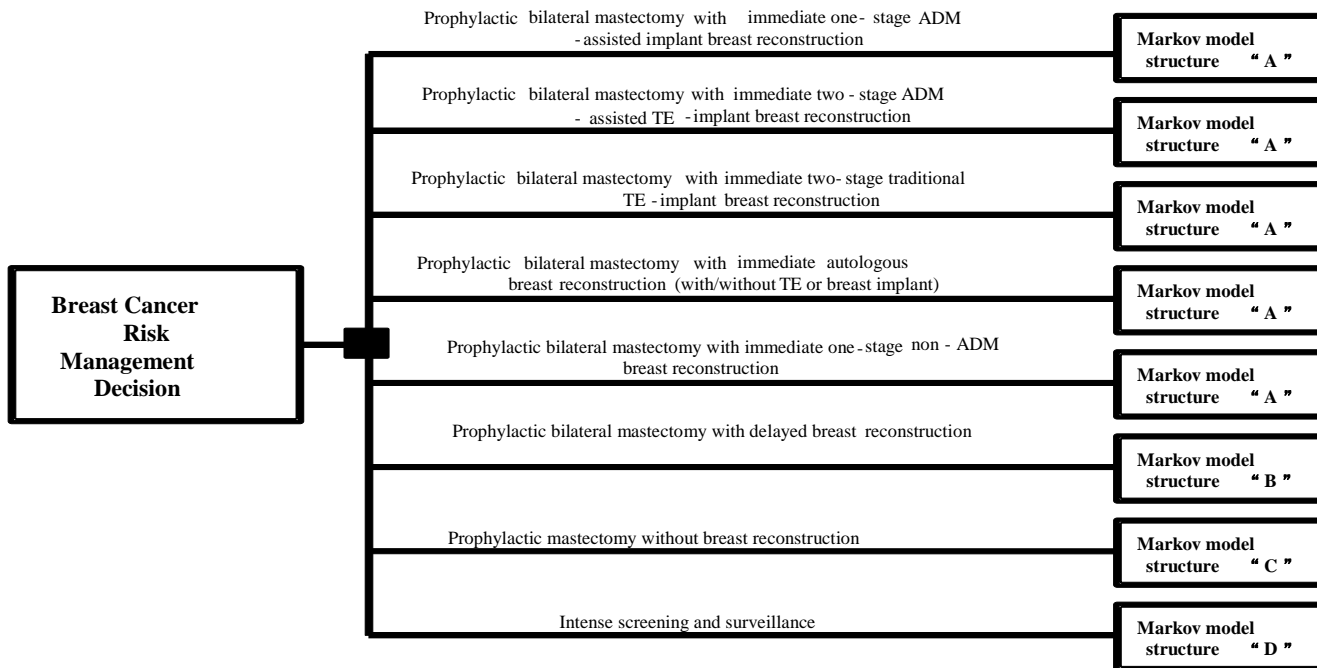 Prophylactic bilateral mastectomy with immediate one- stage ADM
-assisted implant breast reconstruction
Markov model
structure “ A ”
Prophylactic bilateral mastectomy with immediate two - stage ADM
- assisted TE - implant breast reconstruction
Markov model
structure “ A ”
Prophylactic bilateral mastectomy with immediate two- stage traditional
TE - implant breast reconstruction
Markov model
structure “ A ”
Prophylactic bilateral mastectomy with immediate autologous
breast reconstruction (with/without TE or breast implant)
Markov model
structure “ A ”
Breast Cancer
Risk
Management
Decision
Prophylactic bilateral mastectomy with immediate one- stage non - ADM
breast reconstruction
Markov model
structure “ A ”
Prophylactic bilateral mastectomy with delayed breast reconstruction
Markov model
structure “ B ”
Prophylactic mastectomy without breast reconstruction
Markov model
structure “ C ”
Intense screening and surveillance
Markov model
structure “ D ”